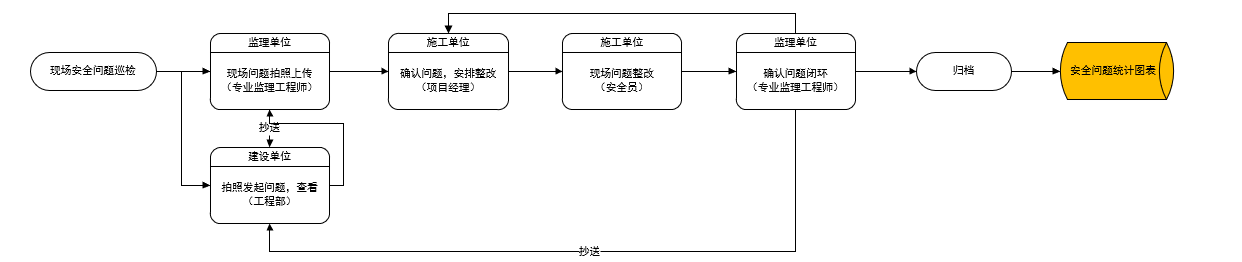 现场安全问题巡检
监理单位
现场问题拍照上传
（专业监理工程师）
施工单位
确认问题，安排整改
（项目经理）
施工单位
现场问题整改
（安全员）
监理单位
确认问题闭环
（专业监理工程师）
归档
安全问题统计图表
抄送
建设单位
拍照发起问题，查看
（工程部）
抄送